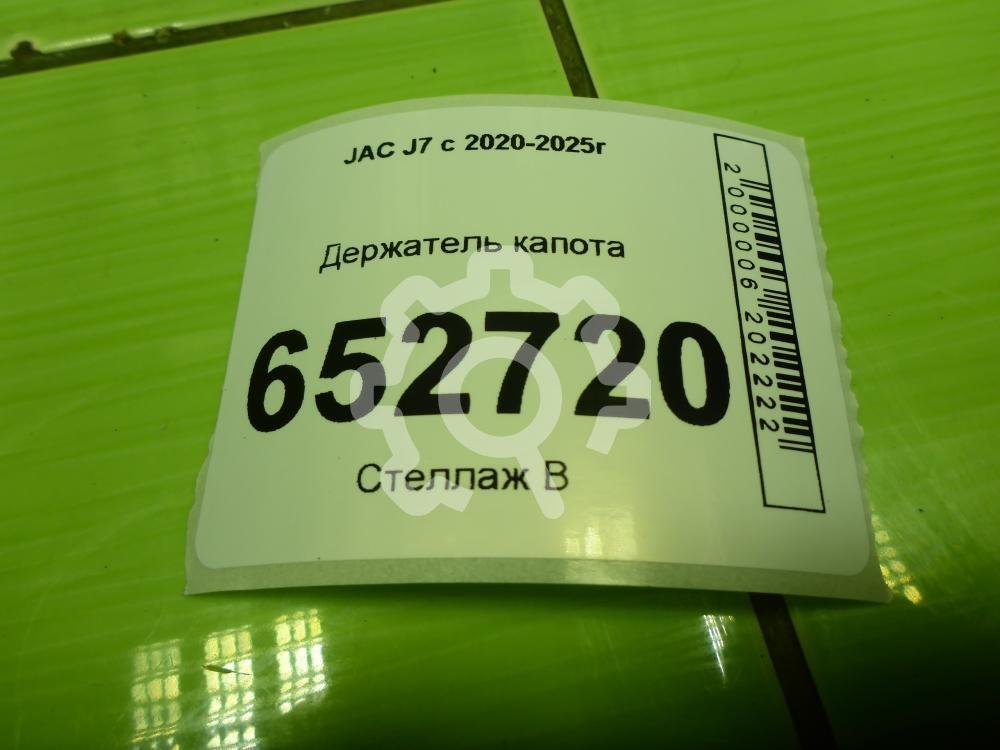 JAC J7 с 2020-2025г
Держатель капота
652720
Стеллаж В
2000006202222